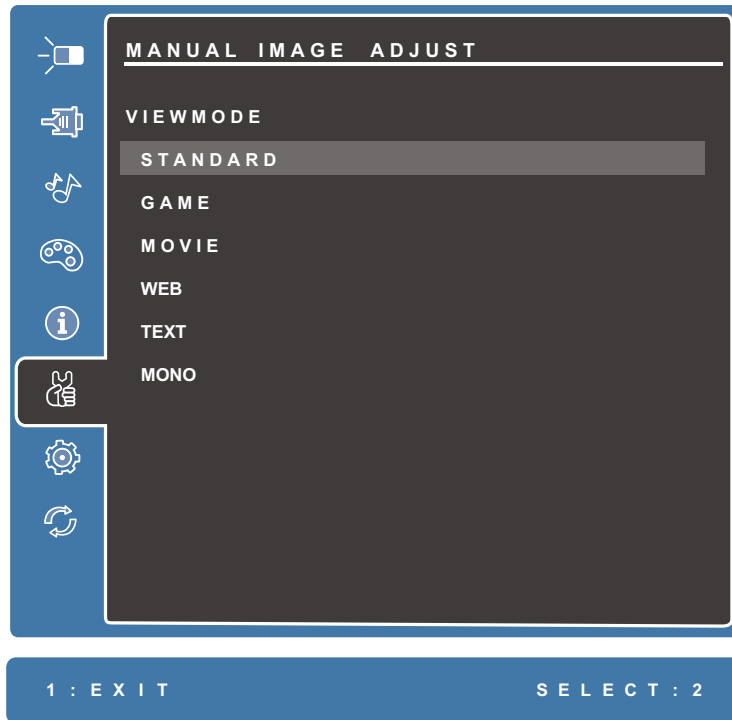 MANUAL IMAGE ADJUST
VIEWMODE
STANDARD
GAME
MOVIE
WEB
TEXT
MONO
1:EXIT SELECT:2